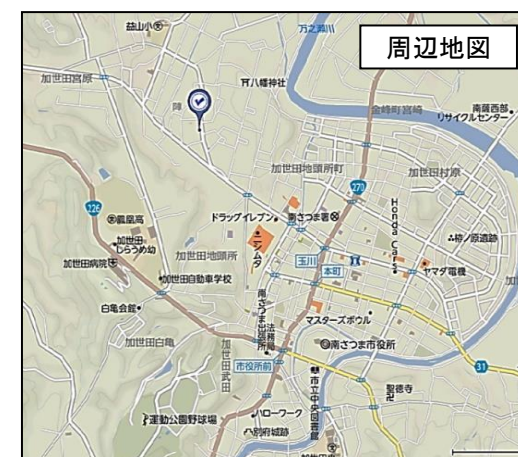 周辺地図
益山小
万之瀬川
加世田宮原
八幡神社
陣
金峰町宮崎
南薩西部
リサイクルセンター
加世田地頭所町
加世田村原
270
126
鳳凰高
ドラッグイレブン
南さつま署
Honda Cars
栫ノ原遺跡
加世田
しらうめ幼
加世田地頭所
ニシムタ
玉川
本町
ヤマダ電機
加世田病院
加世田自動車学校
白亀会館
南さつま出張所
法務局
マスターズボウル
加世田白亀
加世田武田
南さつま市役所
市役所前
31
市立中央図書館
聖徳寺
運動公園野球場
ハローワーク
別府城跡